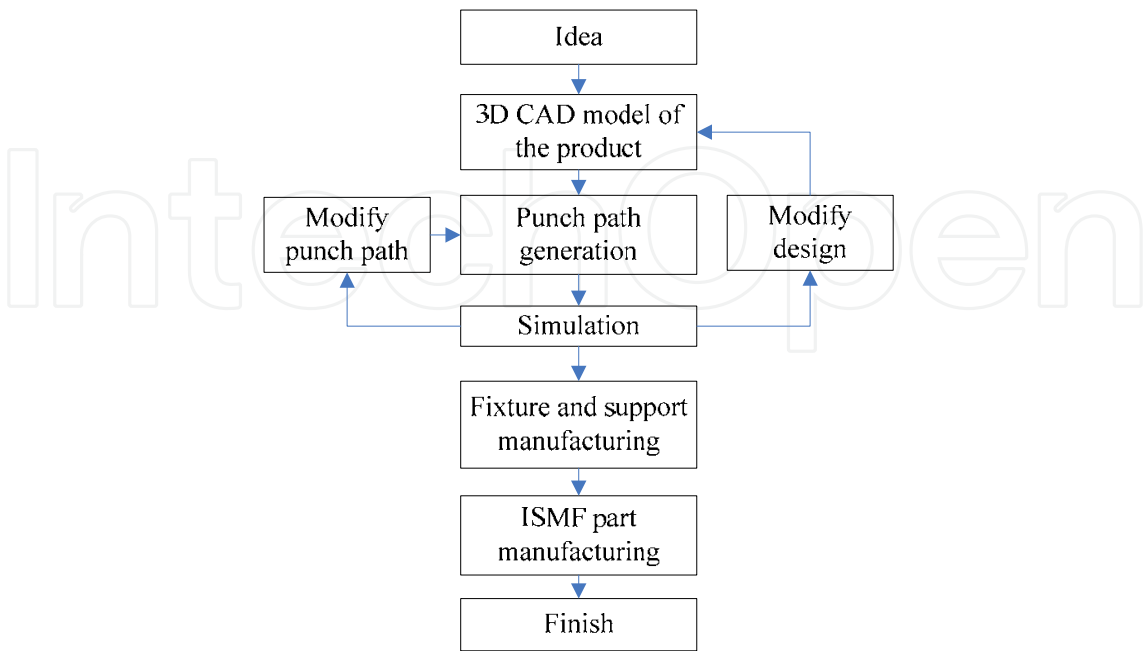 Idea
3D CAD model of
the product
Modify
punch path
Punch path
generation
Modify
design
Simulation
Fixture and support
manufacturing
ISMF part
manufacturing
Finish
IntechOpen